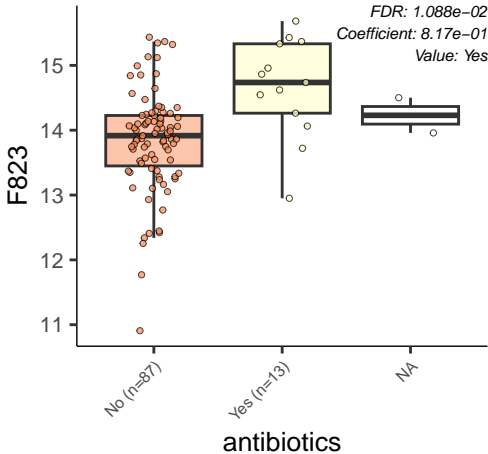 FDR: 1.088e−02
Coefficient: 8.17e−01
Value: Yes
F823
15
14
13
12
11
No (n=87)
Yes (n=13)
NA
antibiotics